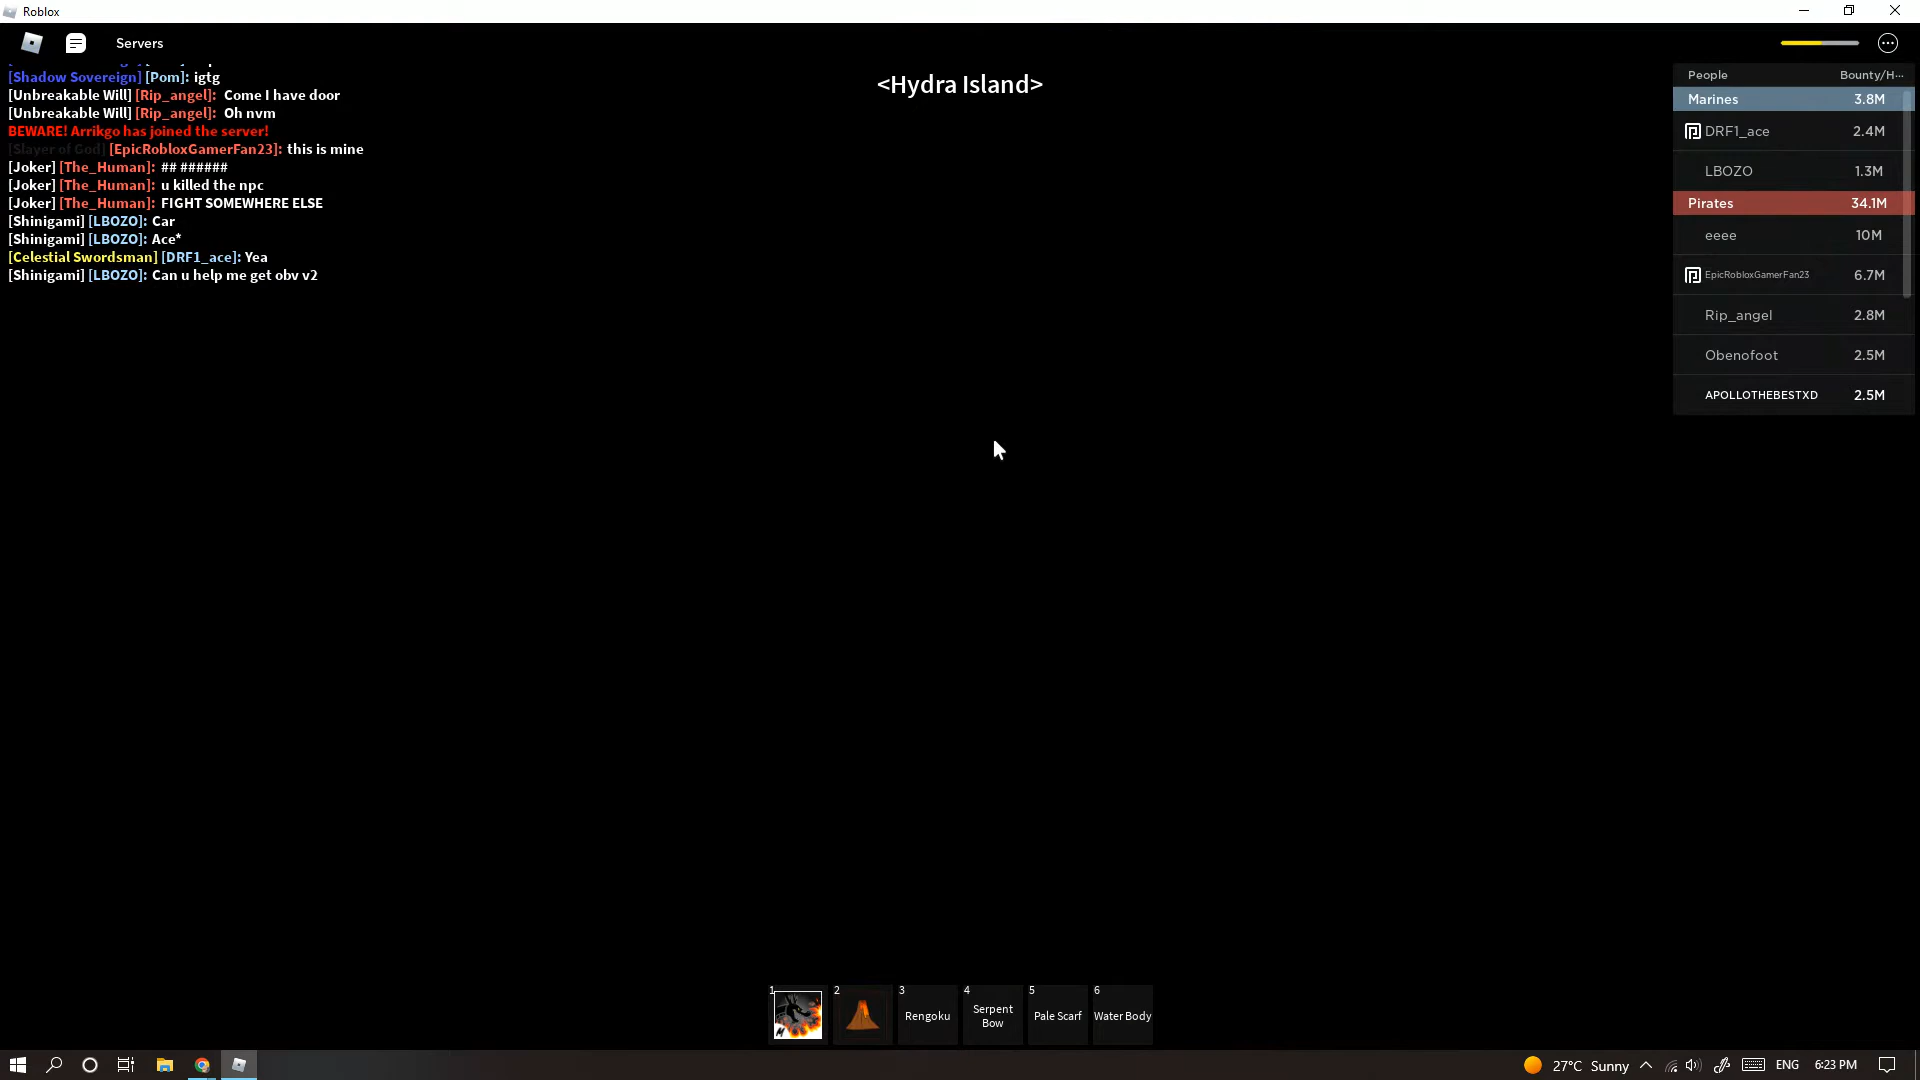 Roblox
Servers
[Shadow Sovereign] [Pom]: igtg
[Unbreakable Will] [Rip_angel]: Come I have door
[Unbreakable Will] [Rip_angel]: Oh nvm
BEWARE! Arrikgo has joined the server!
[Slayer of God] [EpicRobloxGamerFan23]: this is mine
[Joker] [The_Human]: ## ######
[Joker] [The_Human]: u killed the npc
[Joker] [The_Human]: FIGHT SOMEWHERE ELSE
[Shinigami] [LBOZO]: Car
[Shinigami] [LBOZO]: Ace*
[Celestial Swordsman] [DRF1_ace]: Yea
[Shinigami] [LBOZO]: Can u help me get obv v2
<Hydra Island>
People Bounty/H...
Marines 3.8M
DRF1_ace 2.4M
LBOZO 1.3M
Pirates 34.1M
eeee 10M
EpicRobloxGamerFan23 6.7M
Rip_angel 2.8M
Obenofoot 2.5M
APOLLOTHEBESTXD 2.5M
1 2 3 4 5 6
Rengoku
Serpent
Bow
Pale Scarf
Water Body
27°C Sunny ENG 6:23 PM